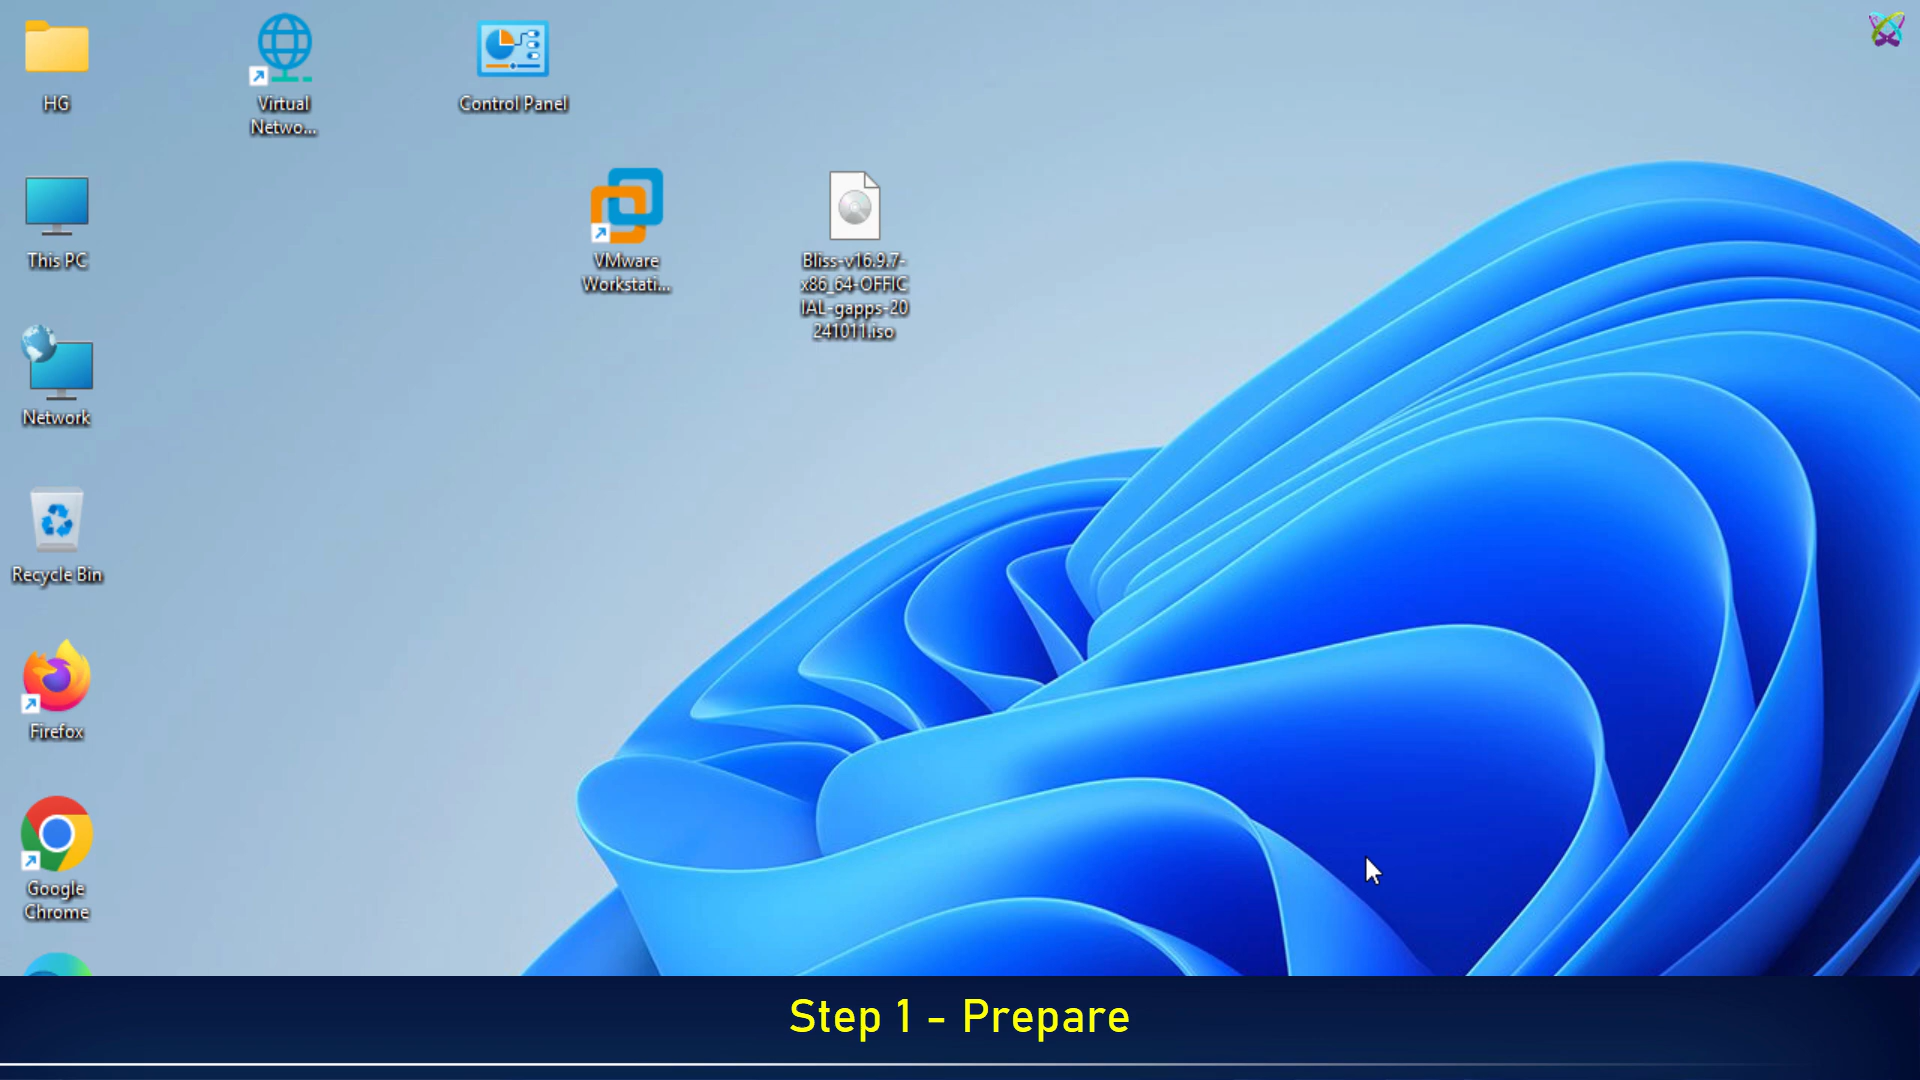 HG
Virtual
Netwo...
Control Panel
This PC
VMware
Workstati...
Bliss-v16.9.7-
x86_64-OFFIC
IAL-gapps-20
241011.iso
Network
Recycle Bin
Firefox
Google
Chrome
Step 1 - Prepare